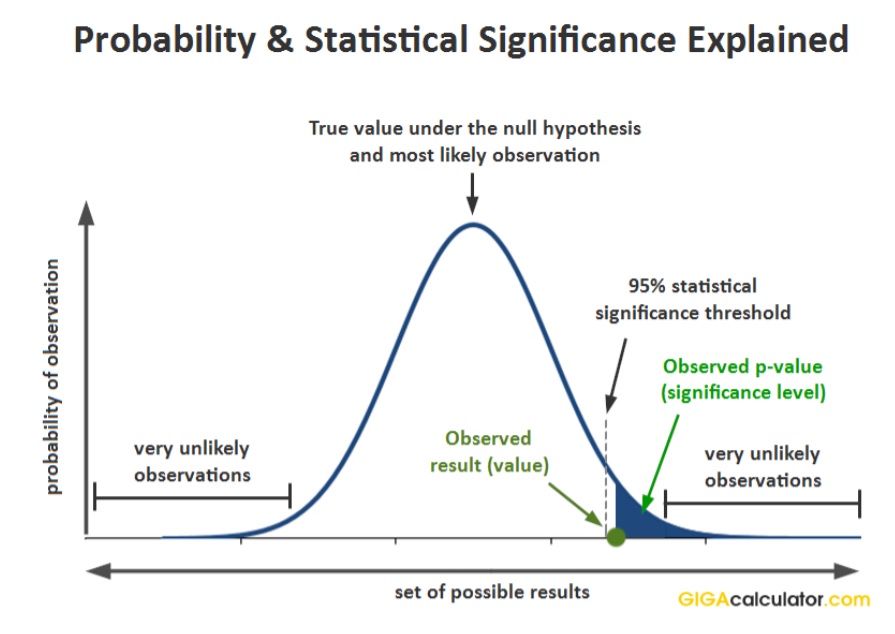 Probability & Statistical Significance Explained
True value under the null hypothesis
and most likely observation
probability of observation
95% statistical
significance threshold
Observed p-value
(significance level)
Observed
result (value)
very unlikely
observations
very unlikely
observations
set of possible results
GIGAcalculator.com